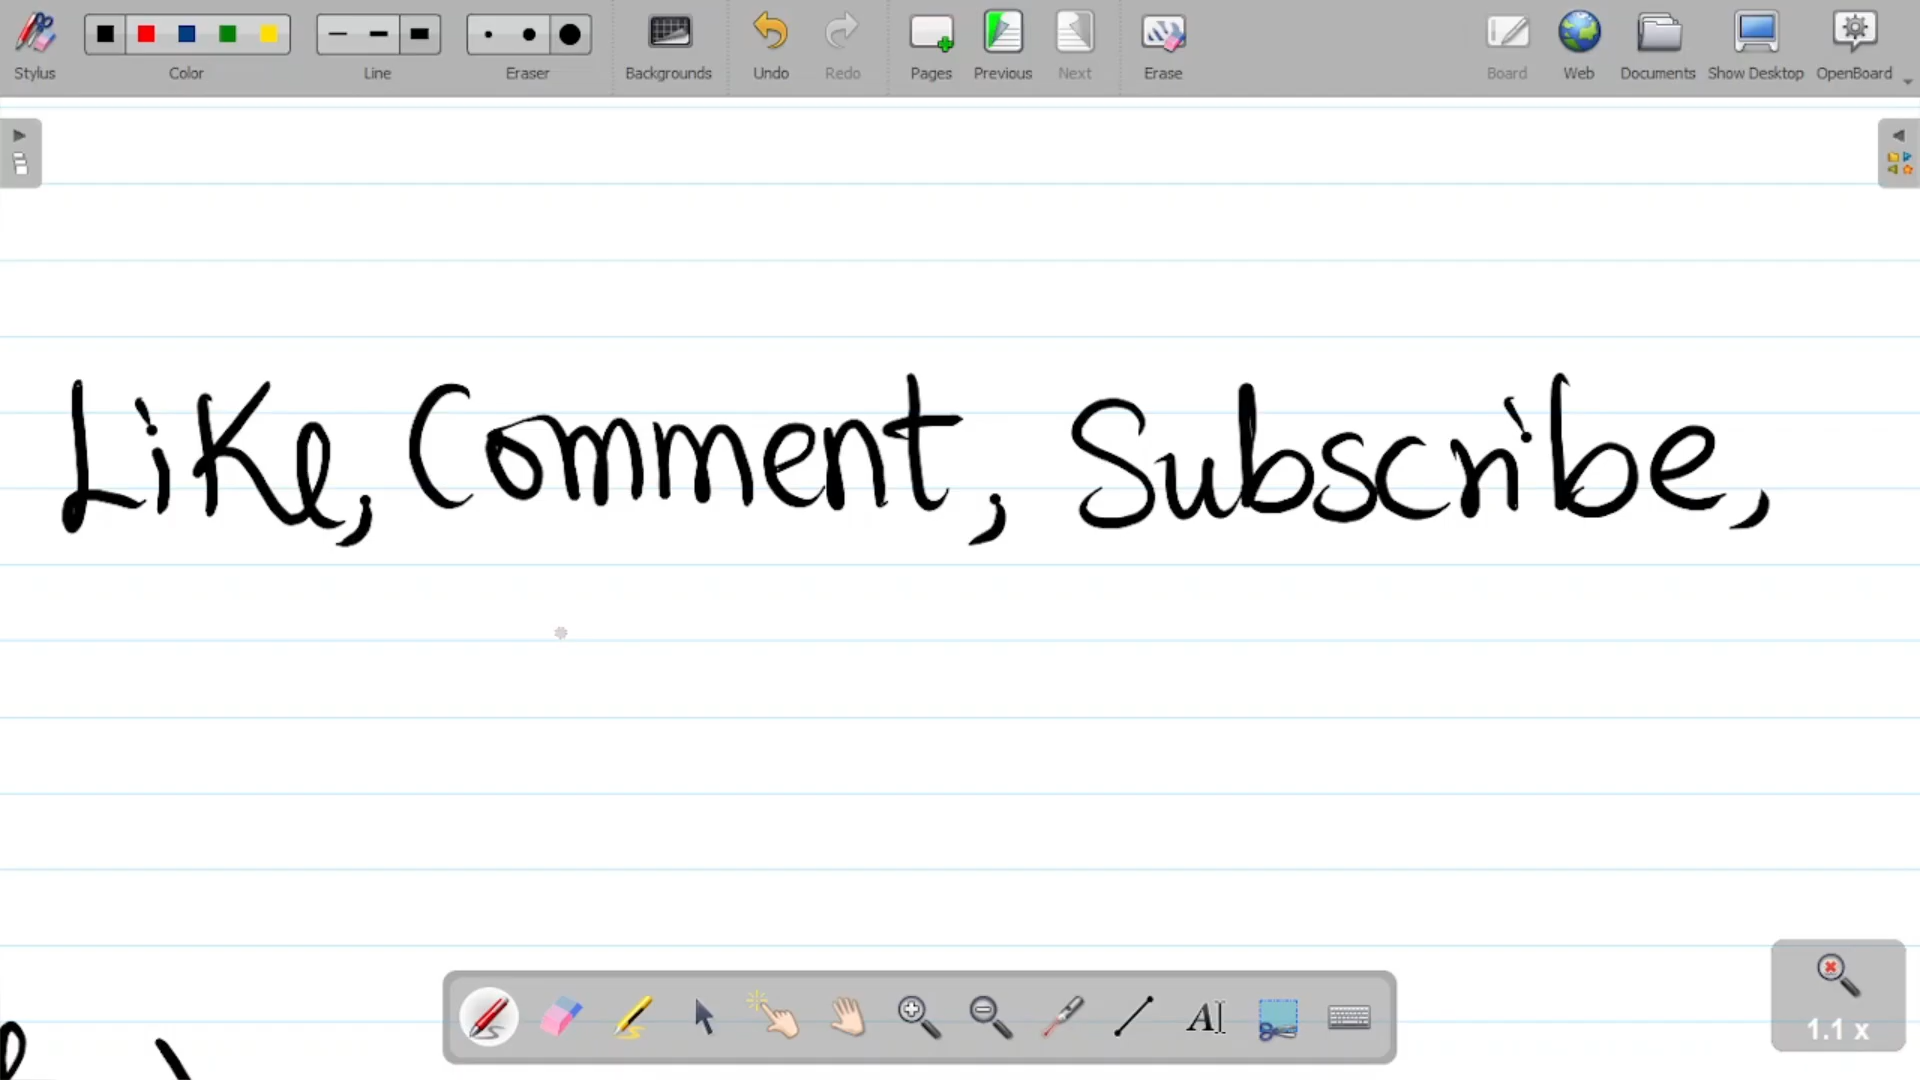 Stylus Color Line Eraser Backgrounds Undo Redo Pages Previous Next Erase Board Web Documents Show Desktop OpenBoard
Like, Comment, Subscribe,
1.1 x